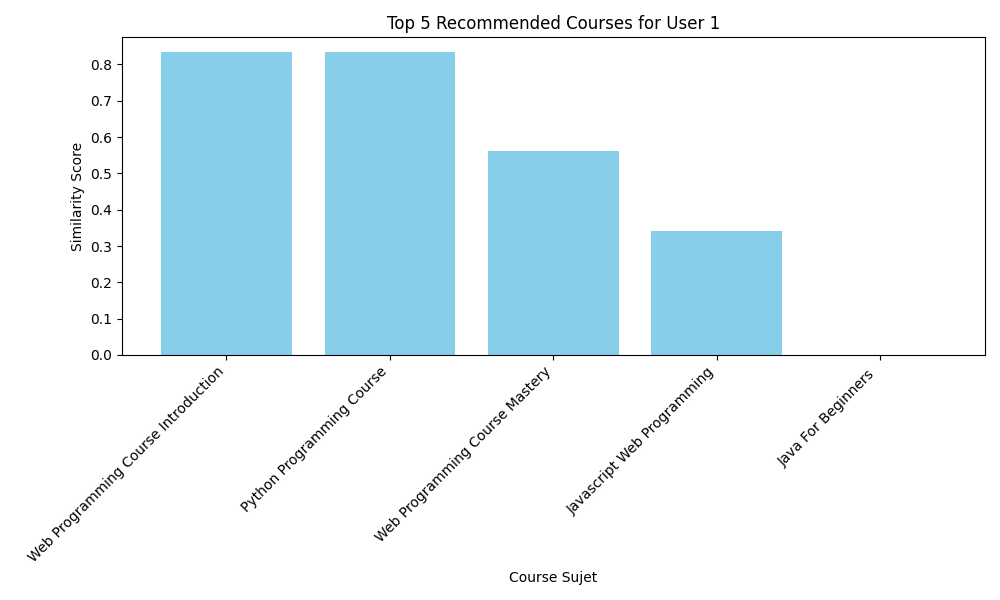 Top 5 Recommended Courses for User 1
Similarity Score
0.8
0.7
0.6
0.5
0.4
0.3
0.2
0.1
0.0
Web Programming Course Introduction
Python Programming Course
Web Programming Course Mastery
Javascript Web Programming
Java For Beginners
Course Sujet